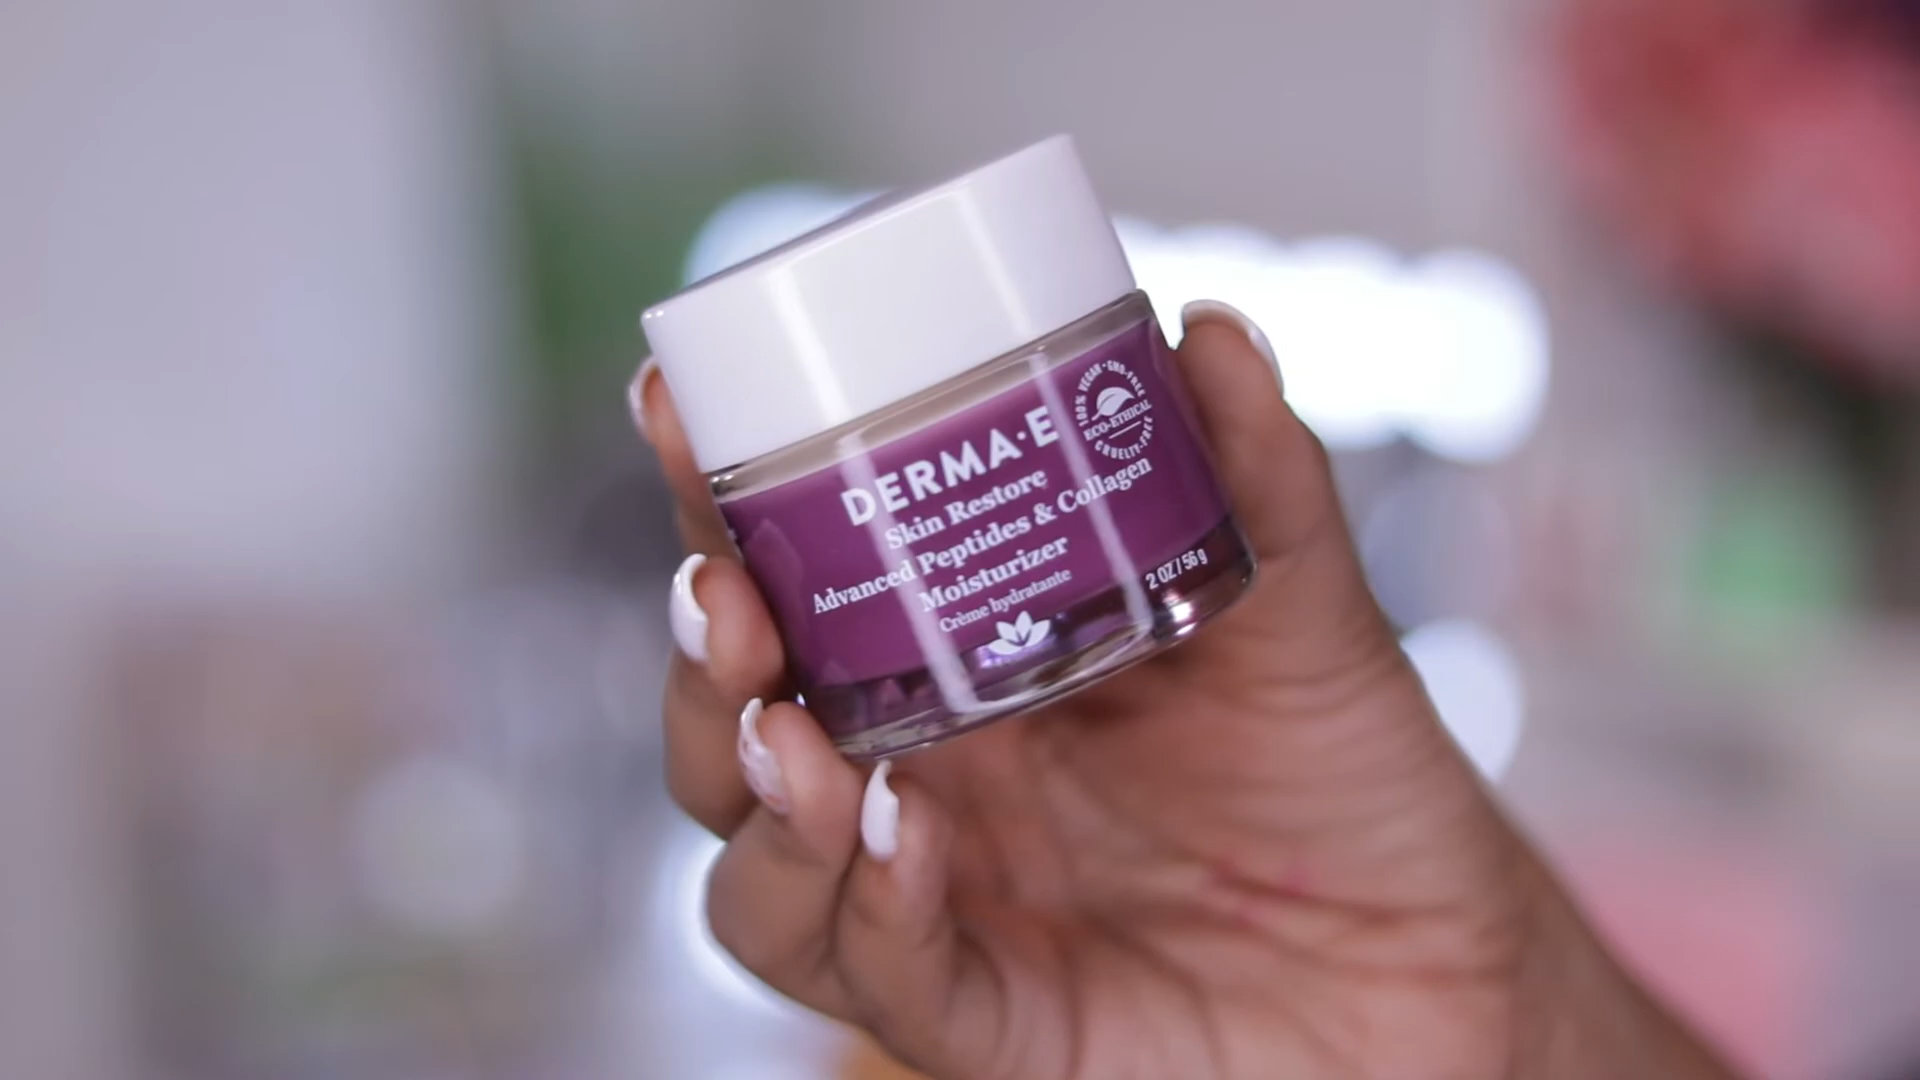 DERMA·E
Skin Restore
Advanced Peptides & Collagen
Moisturizer
Crème hydratante
2 OZ / 56 g
100% VEGAN • GMO-FREE
ECO-ETHICAL
CRUELTY-FREE